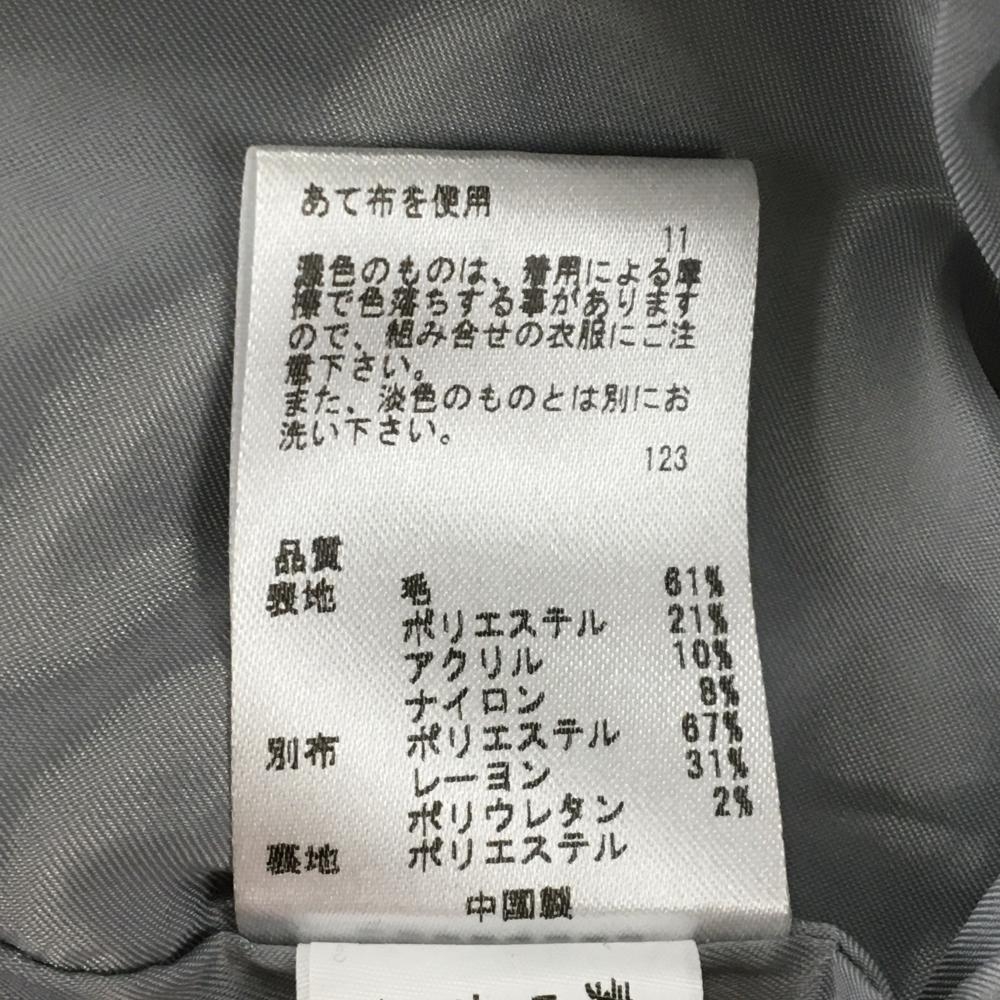 あて布を使用
11
濃色のものは、着用による摩
擦で色落ちする事があります
ので、組み合せの衣服にご注
意下さい。
また、淡色のものとは別にお
洗い下さい。
123
品質
表地 毛 61%
ポリエステル 21%
アクリル 10%
ナイロン 8%
別布 ポリエステル 67%
レーヨン 31%
ポリウレタン 2%
裏地 ポリエステル
中国製